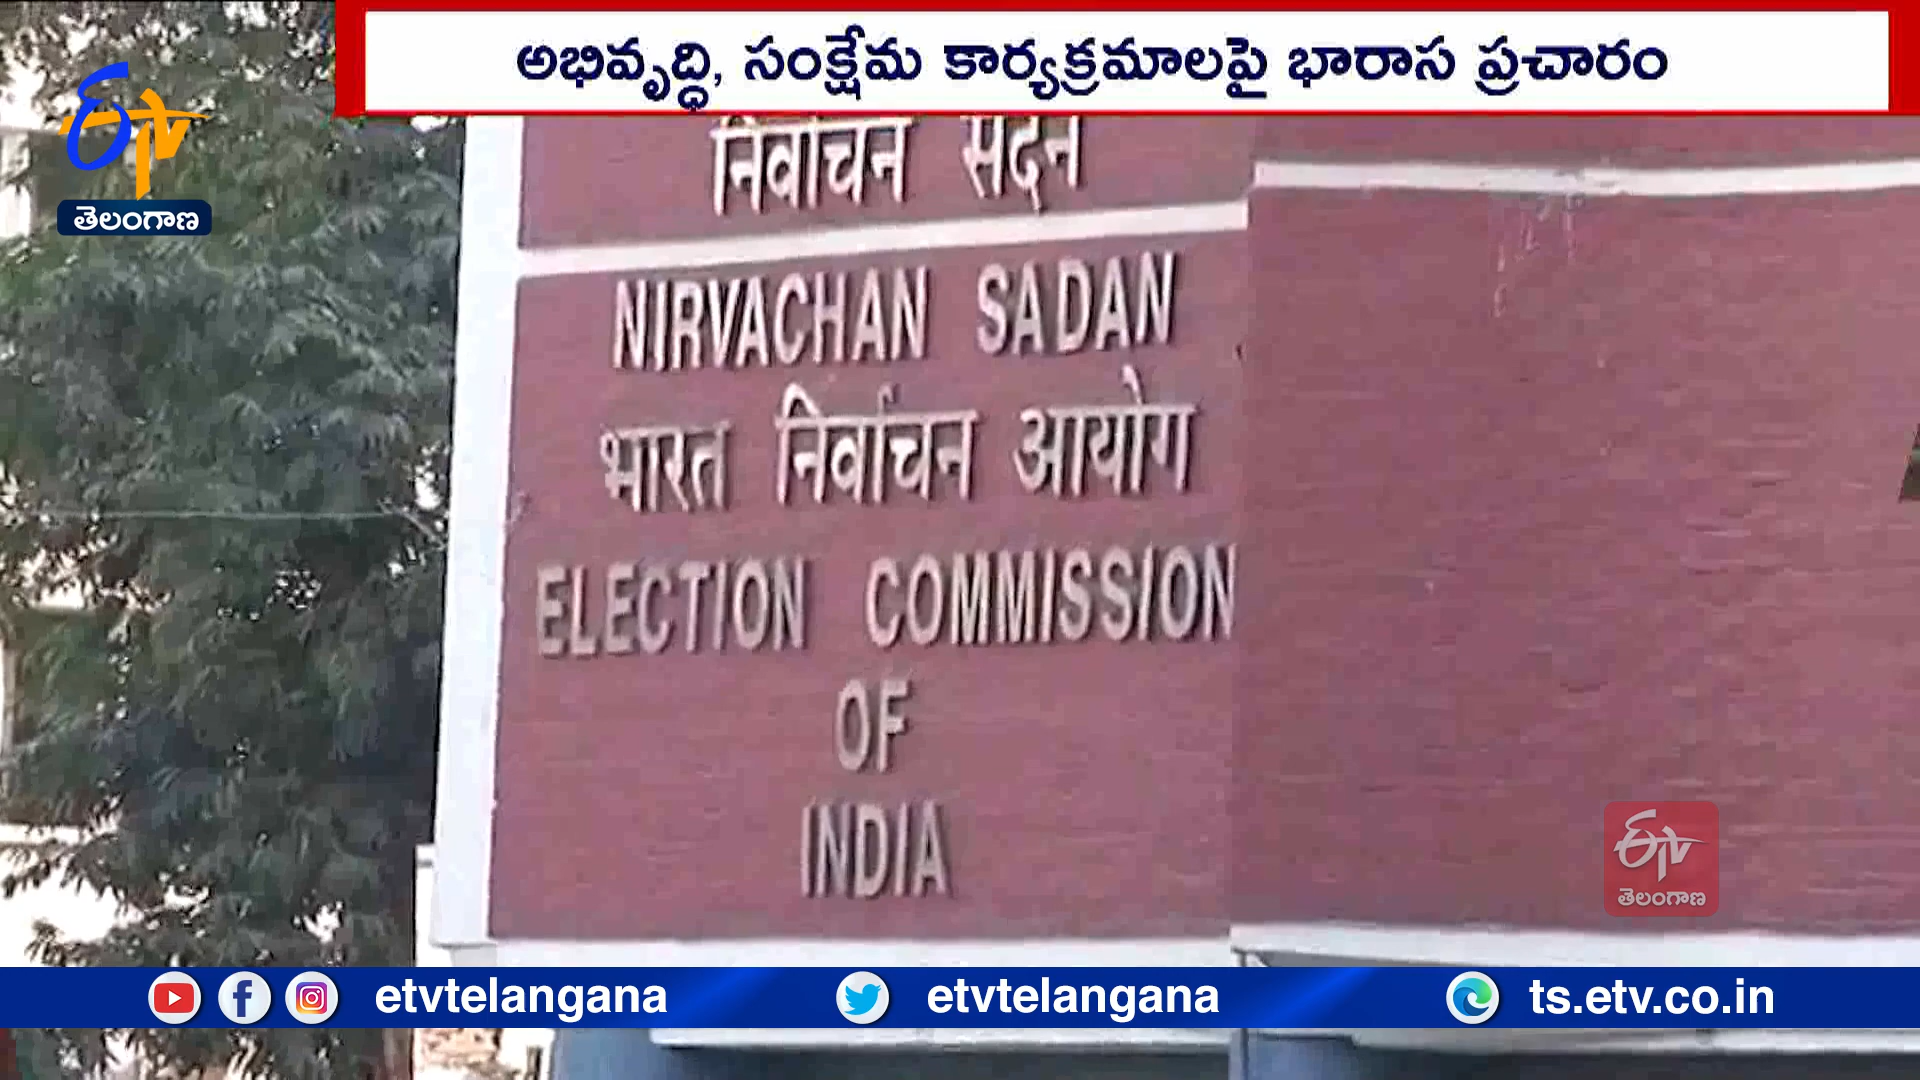 అభివృద్ధి, సంక్షేమ కార్యక్రమాలపై భారాస ప్రచారం
ETV
తెలంగాణ
निर्वाचन सदन
NIRVACHAN SADAN
भारत निर्वाचन आयोग
ELECTION COMMISSION
OF
INDIA
ETV
తెలంగాణ
etvtelangana etvtelangana ts.etv.co.in